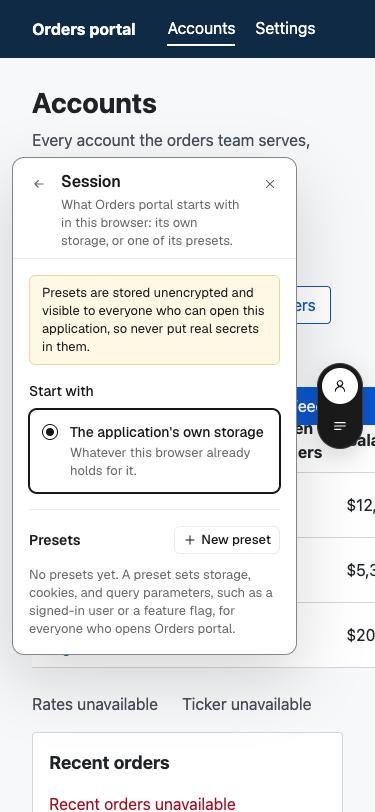 Orders portal
Accounts
Settings
Accounts
Every account the orders team serves,
Session
What Orders portal starts with
in this browser: its own
storage, or one of its presets.
Presets are stored unencrypted and
visible to everyone who can open this
application, so never put real secrets
in them.
Start with
The application's own storage
Whatever this browser already
holds for it.
Presets
New preset
No presets yet. A preset sets storage,
cookies, and query parameters, such as a
signed-in user or a feature flag, for
everyone who opens Orders portal.
$12,
$5,3
$20
Rates unavailable
Ticker unavailable
Recent orders
Recent orders unavailable